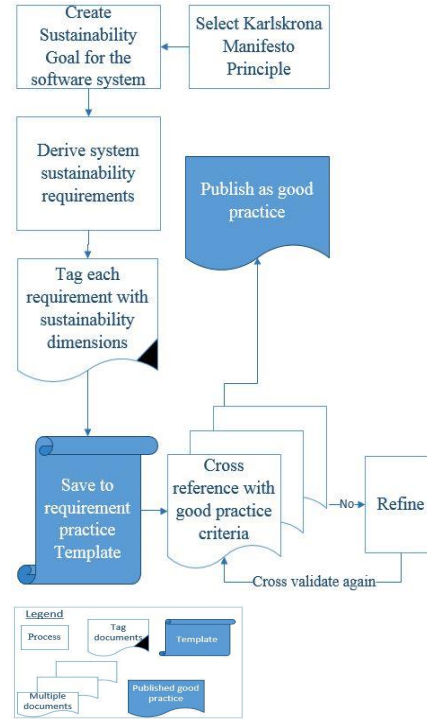 Create
Sustainability
Goal for the
software system
Select Karlskrona
Manifesto
Principle
Derive system
sustainability
requirements
Publish as good
practice
Tag each
requirement with
sustainability
dimensions
Save to
requirement
practice
Template
Cross
reference with
good practice
criteria
No
Refine
Cross validate again
Legend
Process
Tag
documents
Template
Multiple
documents
Published good
practice